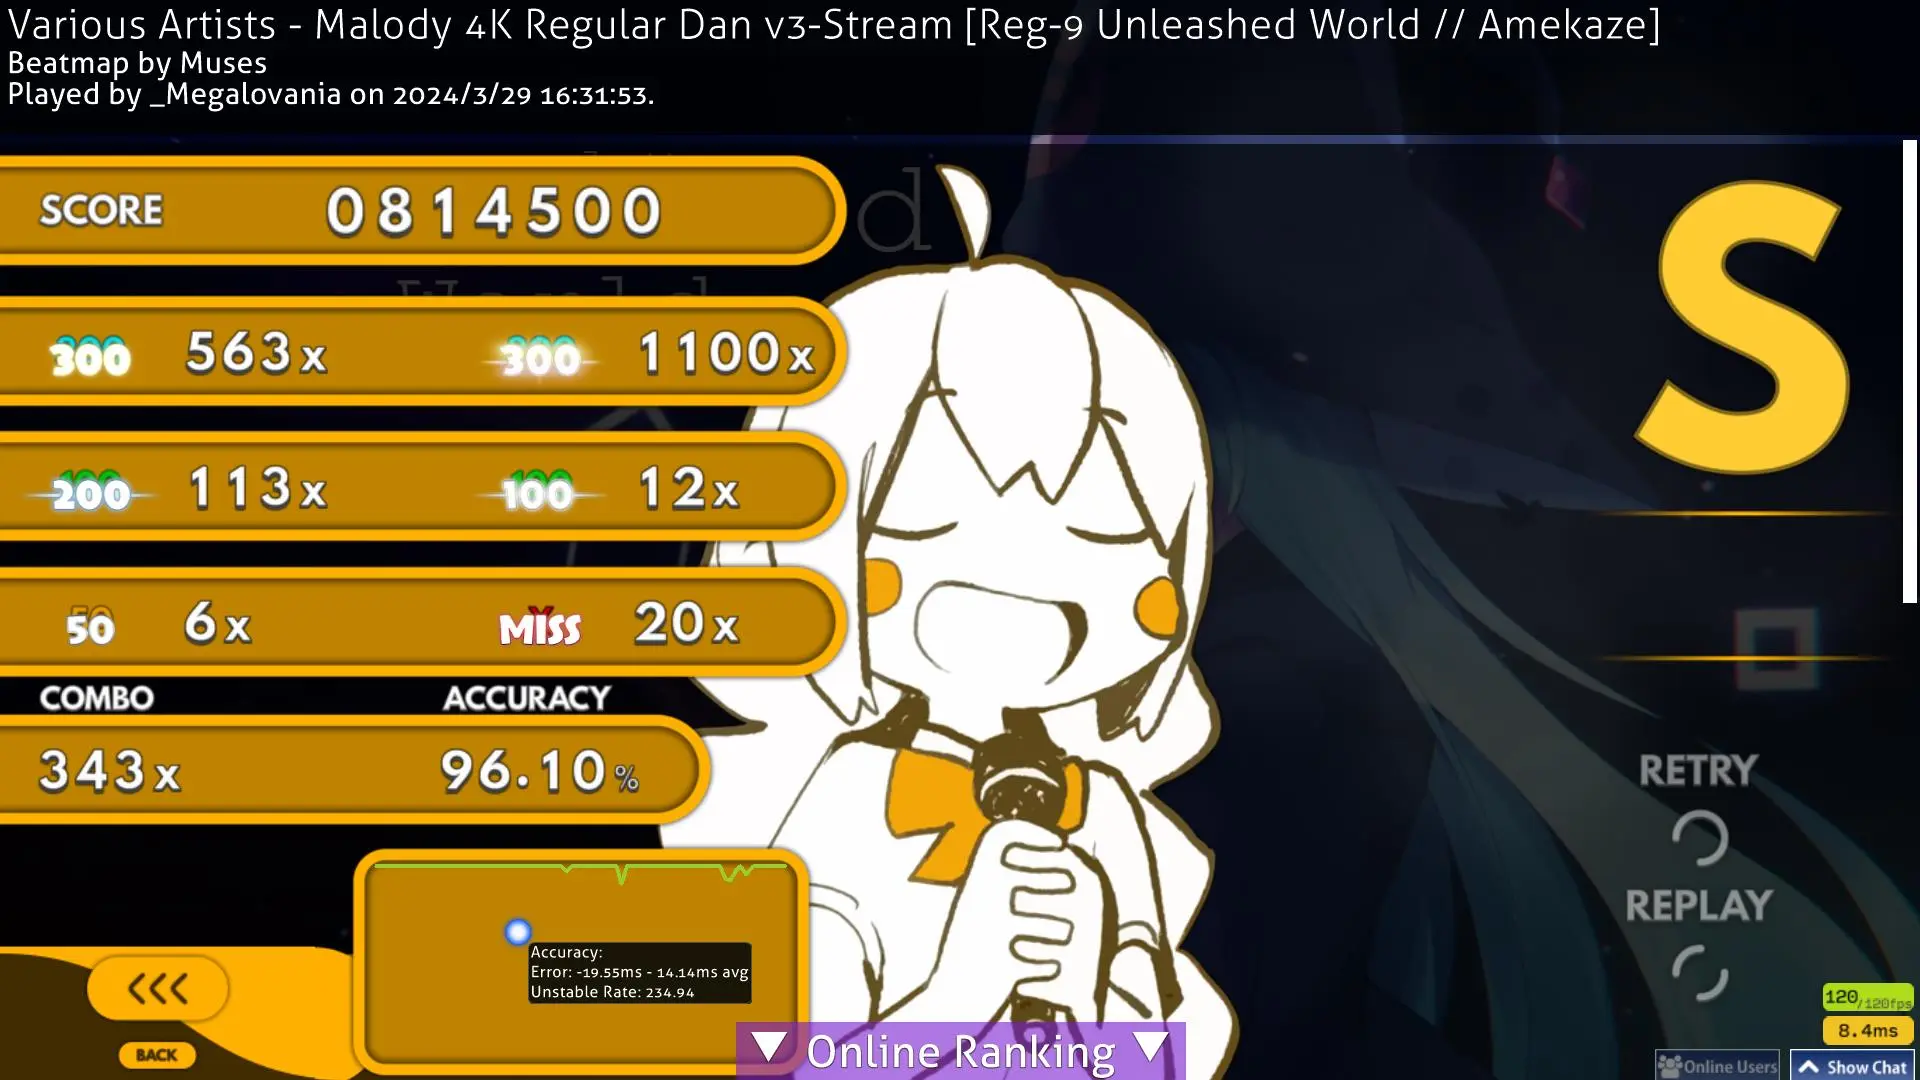 Various Artists - Malody 4K Regular Dan v3-Stream [Reg-9 Unleashed World // Amekaze]
Beatmap by Muses
Played by _Megalovania on 2024/3/29 16:31:53.
SCORE 0814500
300 563x 300 1100x
200 113x 100 12x
50 6x MISS 20x
COMBO ACCURACY
343x 96.10%
S
RETRY
REPLAY
Accuracy:
Error: -19.55ms - 14.14ms avg
Unstable Rate: 234.94
BACK
▼ Online Ranking ▼
120/120fps
8.4ms
Online Users
Show Chat